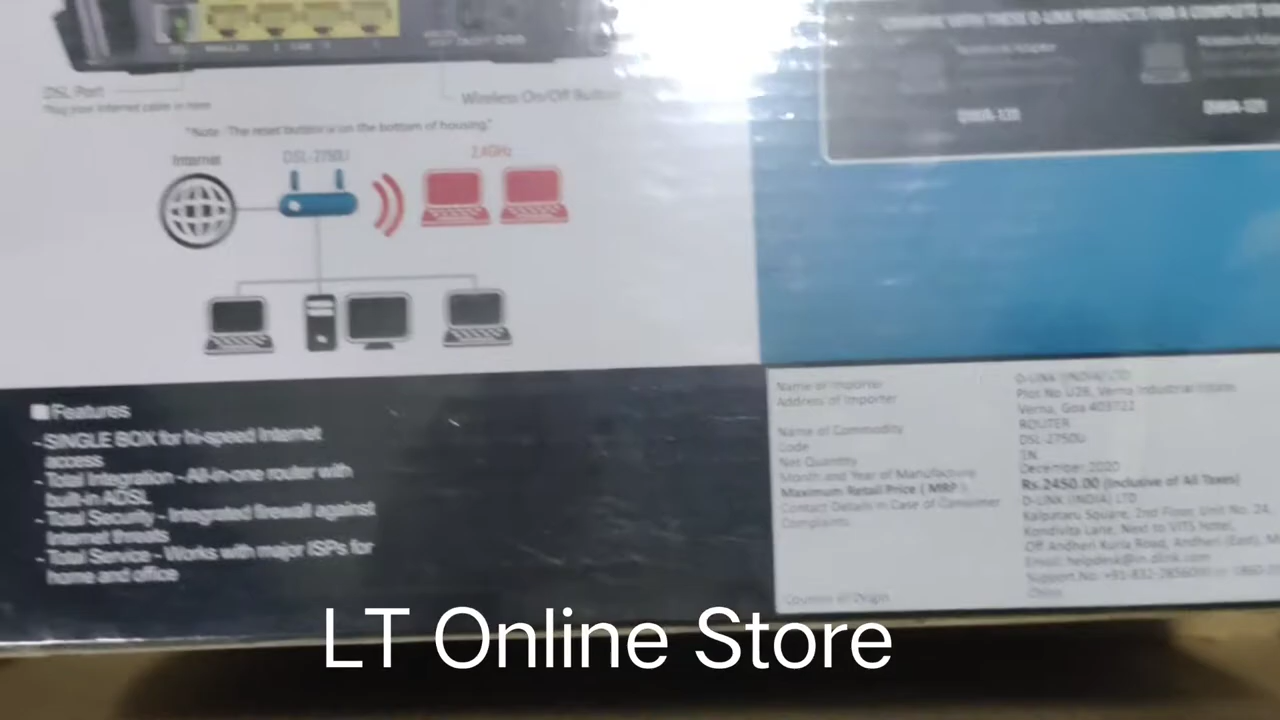 DSL Port
Plug your internet cable in here
Wireless On/Off Button
"Note : The reset button is on the bottom of housing."
Internet
DSL-2750U
2.4GHz
DWA-131
Features
- SINGLE BOX for hi-speed Internet
access
- Total Integration - All-in-one router with
built-in ADSL
- Total Security - Integrated firewall against
Internet threats
- Total Service - Works with major ISPs for
home and office
Name of Importer
Address of Importer
Name of Commodity
Code
Net Quantity
Month and Year of Manufacture
Maximum Retail Price ( MRP )
Contact Details in Case of Consumer
Complaints
Country of Origin
D-LINK (INDIA) LTD
Plot No U28, Verna Industrial Estate
Verna, Goa 403722
ROUTER
DSL-2750U
1N
December,2020
Rs.2450.00 (Inclusive of All Taxes)
D-LINK (INDIA) LTD
Kalpataru Square, 2nd Floor, Unit No. 24,
Kondivita Lane, Next to VITS Hotel,
Off Andheri Kurla Road, Andheri (East),
Email: helpdesk@in.dlink.com
Support No: +91-832-
China
LT Online Store